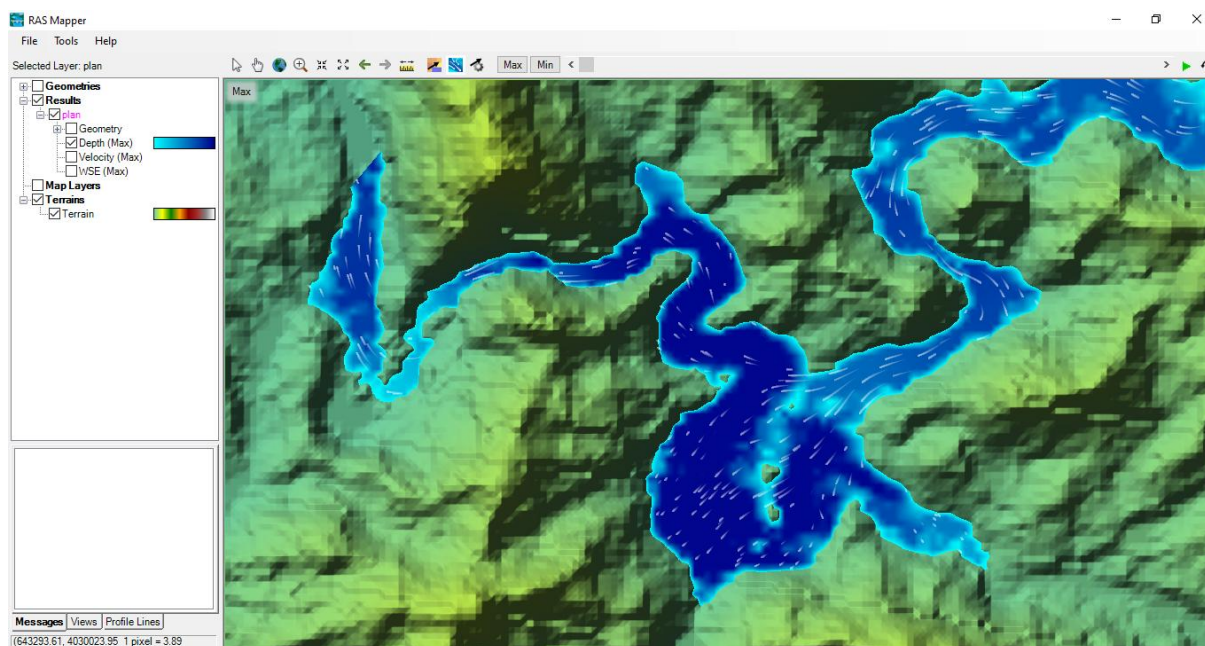 RAS Mapper
File Tools Help
Selected Layer: plan
Max Min
Geometries
Results
plan
Geometry
Depth (Max)
Velocity (Max)
WSE (Max)
Map Layers
Terrains
Terrain
Max
Messages Views Profile Lines
(643293.61, 4030023.95 1 pixel = 3.89